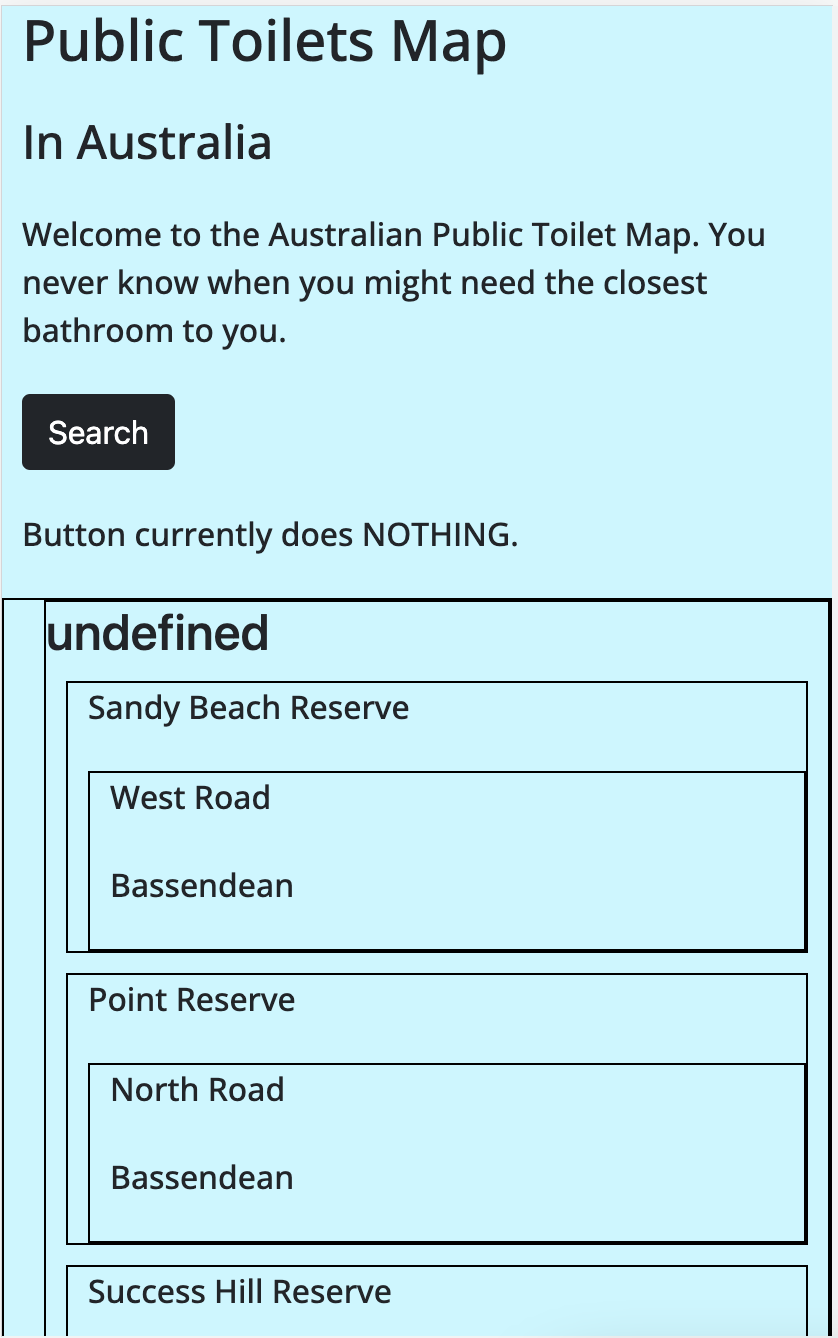 Public Toilets Map
In Australia
Welcome to the Australian Public Toilet Map. You
never know when you might need the closest
bathroom to you.
Search
Button currently does NOTHING.
undefined
Sandy Beach Reserve
West Road
Bassendean
Point Reserve
North Road
Bassendean
Success Hill Reserve